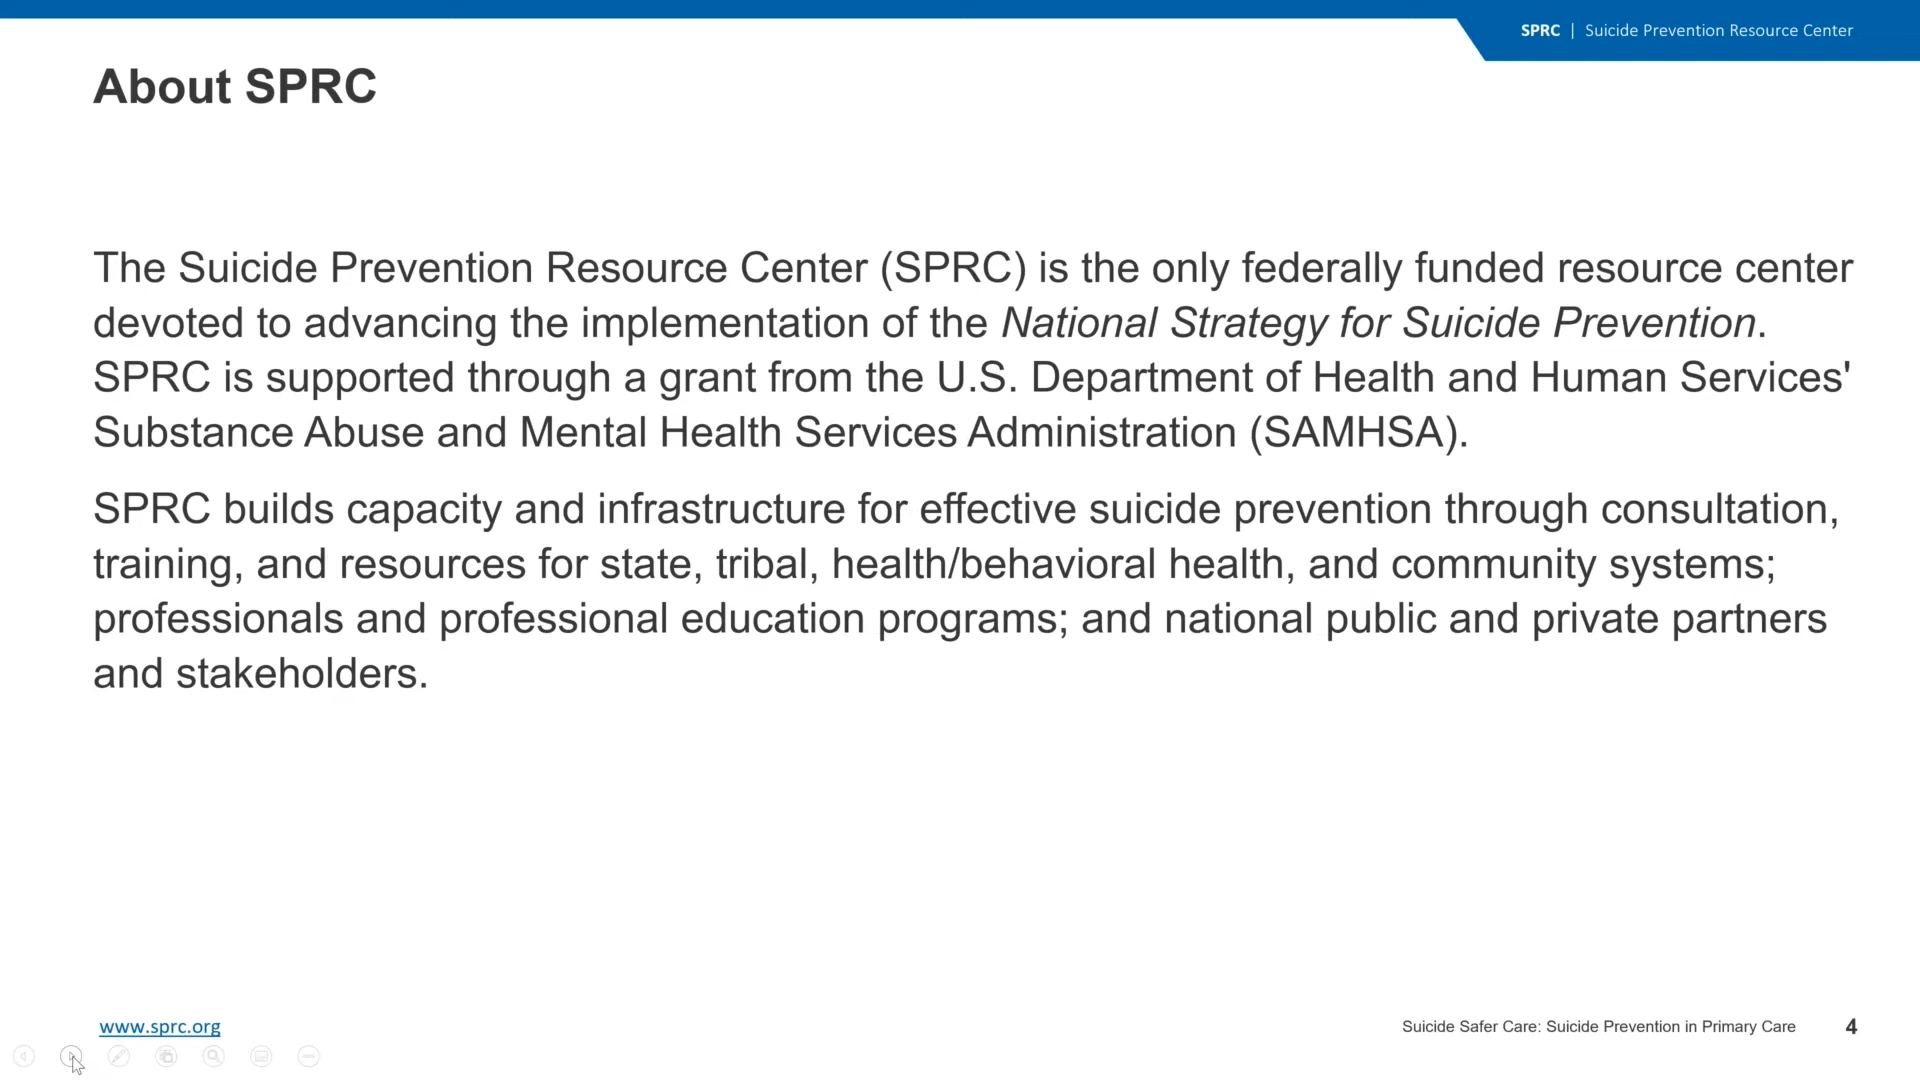 SPRC | Suicide Prevention Resource Center
About SPRC
The Suicide Prevention Resource Center (SPRC) is the only federally funded resource center
devoted to advancing the implementation of the National Strategy for Suicide Prevention.
SPRC is supported through a grant from the U.S. Department of Health and Human Services'
Substance Abuse and Mental Health Services Administration (SAMHSA).
SPRC builds capacity and infrastructure for effective suicide prevention through consultation,
training, and resources for state, tribal, health/behavioral health, and community systems;
professionals and professional education programs; and national public and private partners
and stakeholders.
www.sprc.org
Suicide Safer Care: Suicide Prevention in Primary Care 4